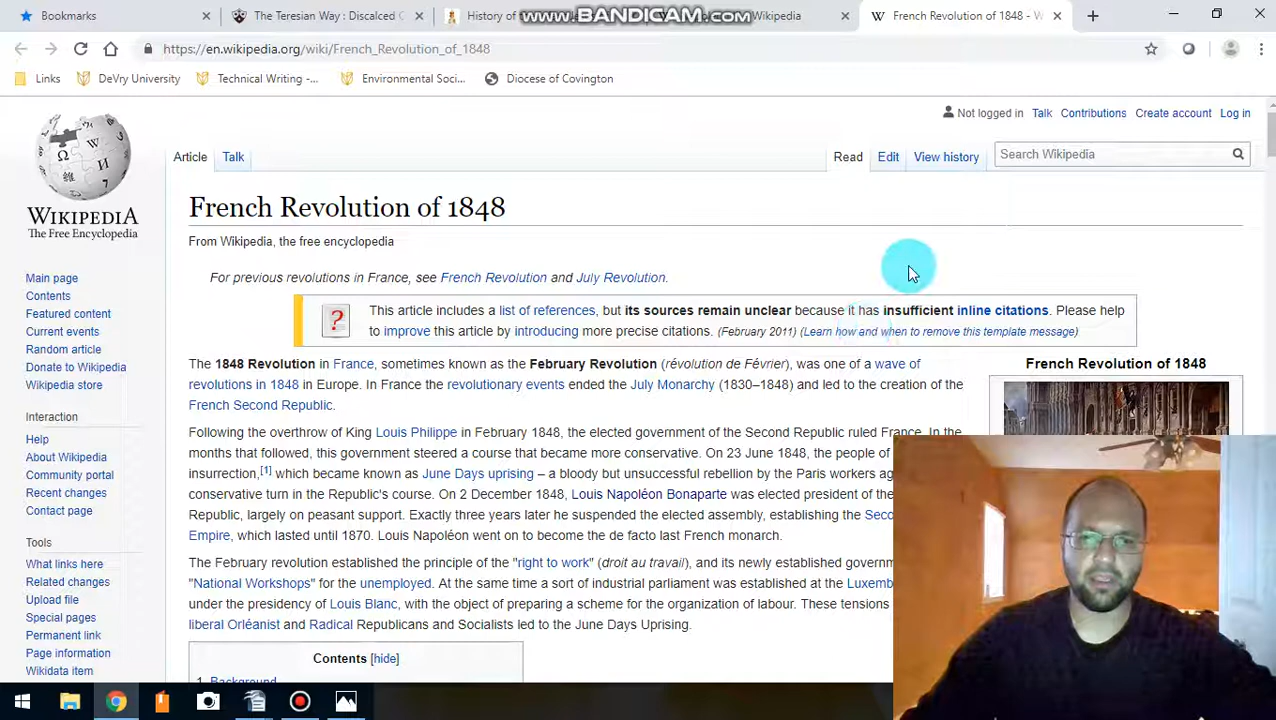 Bookmarks
The Teresian Way : Discalced C
History of
WWW.BANDICAM.COM
Wikipedia
French Revolution of 1848 - W
https://en.wikipedia.org/wiki/French_Revolution_of_1848
Links
DeVry University
Technical Writing -...
Environmental Soci...
Diocese of Covington
Not logged in Talk Contributions Create account Log in
WIKIPEDIA
The Free Encyclopedia
Article Talk
Read Edit View history
Search Wikipedia
Main page
Contents
Featured content
Current events
Random article
Donate to Wikipedia
Wikipedia store
Interaction
Help
About Wikipedia
Community portal
Recent changes
Contact page
Tools
What links here
Related changes
Upload file
Special pages
Permanent link
Page information
Wikidata item
French Revolution of 1848
From Wikipedia, the free encyclopedia
For previous revolutions in France, see French Revolution and July Revolution.
This article includes a list of references, but its sources remain unclear because it has insufficient inline citations. Please help
to improve this article by introducing more precise citations. (February 2011) (Learn how and when to remove this template message)
The 1848 Revolution in France, sometimes known as the February Revolution (révolution de Février), was one of a wave of
revolutions in 1848 in Europe. In France the revolutionary events ended the July Monarchy (1830–1848) and led to the creation of the
French Second Republic.
Following the overthrow of King Louis Philippe in February 1848, the elected government of the Second Republic ruled France. In the
months that followed, this government steered a course that became more conservative. On 23 June 1848, the people of
insurrection,[1] which became known as June Days uprising – a bloody but unsuccessful rebellion by the Paris workers ag
conservative turn in the Republic's course. On 2 December 1848, Louis Napoléon Bonaparte was elected president of the
Republic, largely on peasant support. Exactly three years later he suspended the elected assembly, establishing the Sec
Empire, which lasted until 1870. Louis Napoléon went on to become the de facto last French monarch.
The February revolution established the principle of the "right to work" (droit au travail), and its newly established govern
"National Workshops" for the unemployed. At the same time a sort of industrial parliament was established at the Luxemb
under the presidency of Louis Blanc, with the object of preparing a scheme for the organization of labour. These tensions
liberal Orléanist and Radical Republicans and Socialists led to the June Days Uprising.
Contents [hide]
1 Background
French Revolution of 1848